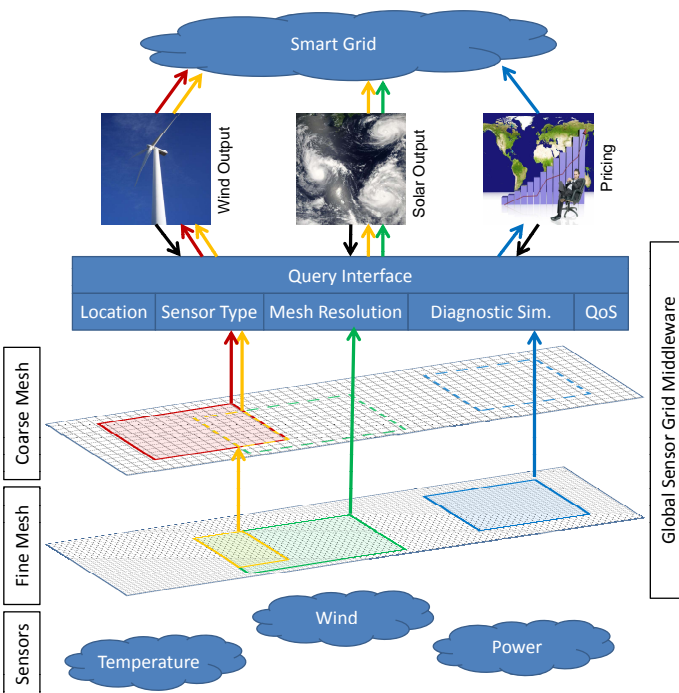 Smart Grid
Wind Output
Solar Output
Pricing
Query Interface
Location
Sensor Type
Mesh Resolution
Diagnostic Sim.
QoS
Coarse Mesh
Fine Mesh
Global Sensor Grid Middleware
Sensors
Temperature
Wind
Power